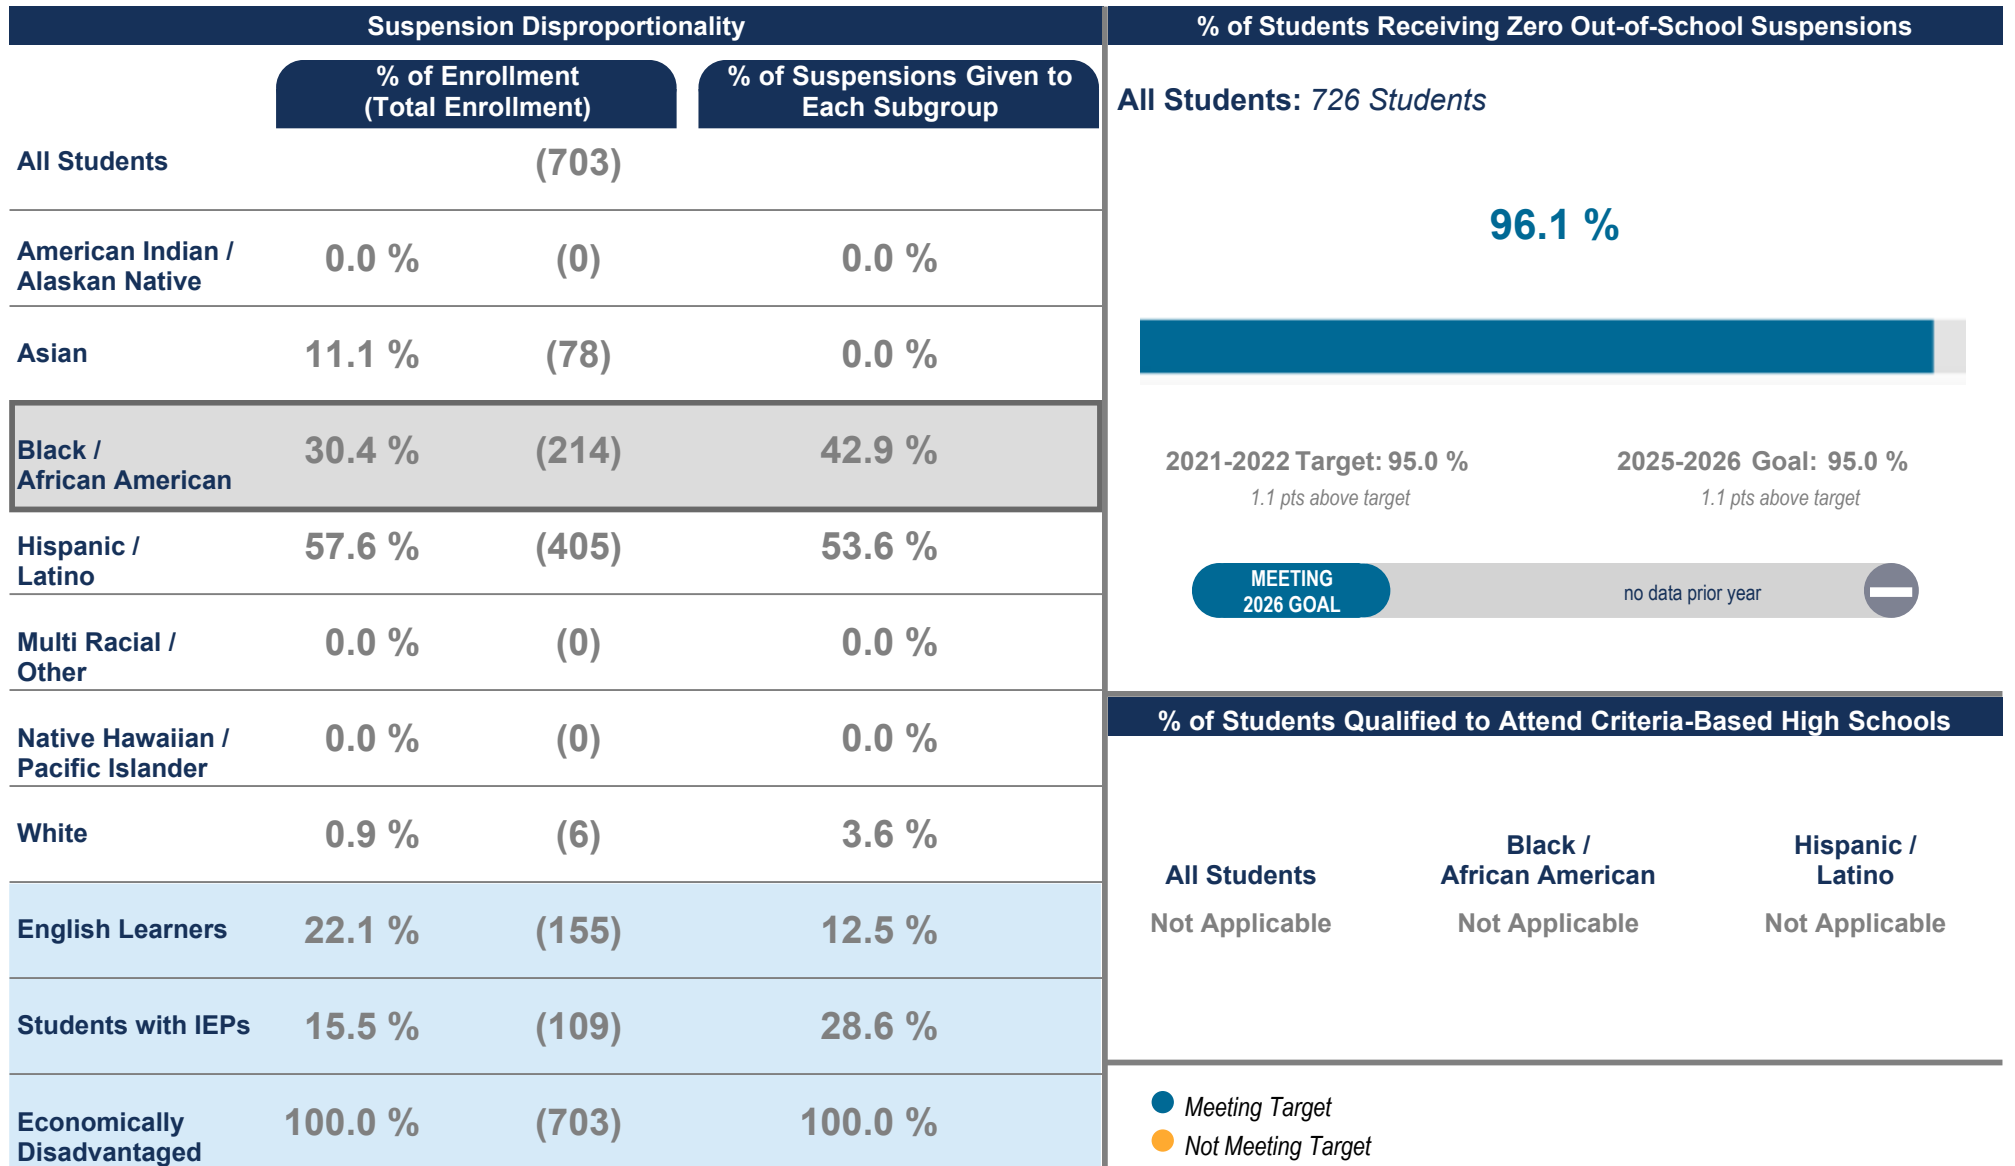 Suspension Disproportionality
% of Enrollment
(Total Enrollment)
% of Suspensions Given to
Each Subgroup
All Students (703)
American Indian /
Alaskan Native
0.0 % (0) 0.0 %
Asian 11.1 % (78) 0.0 %
Black /
African American
30.4 % (214) 42.9 %
Hispanic /
Latino
57.6 % (405) 53.6 %
Multi Racial /
Other
0.0 % (0) 0.0 %
Native Hawaiian /
Pacific Islander
0.0 % (0) 0.0 %
White 0.9 % (6) 3.6 %
English Learners 22.1 % (155) 12.5 %
Students with IEPs 15.5 % (109) 28.6 %
Economically
Disadvantaged
100.0 % (703) 100.0 %
% of Students Receiving Zero Out-of-School Suspensions
All Students: 726 Students
96.1 %
2021-2022 Target: 95.0 %
1.1 pts above target
2025-2026 Goal: 95.0 %
1.1 pts above target
MEETING
2026 GOAL
no data prior year
% of Students Qualified to Attend Criteria-Based High Schools
All Students
Not Applicable
Black /
African American
Not Applicable
Hispanic /
Latino
Not Applicable
Meeting Target
Not Meeting Target